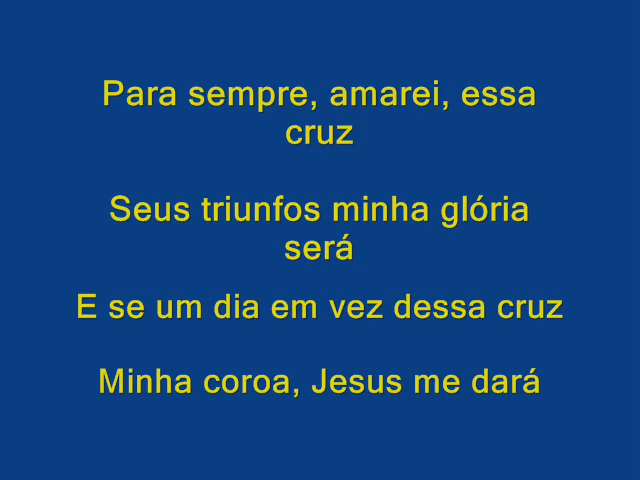 Para sempre, amarei, essa
cruz
Seus triunfos minha glória
será
E se um dia em vez dessa cruz
Minha coroa, Jesus me dará